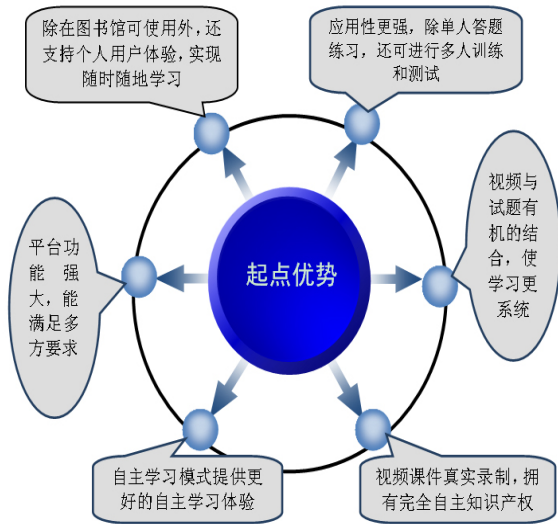 除在图书馆可使用外，还
支持个人用户体验，实现
随时随地学习
应用性更强，除单人答题
练习，还可进行多人训练
和测试
平台功
能 强
大，能
满足多
方要求
起点优势
视频与
试题有
机的结
合，使
学习更
系统
自主学习模式提供更
好的自主学习体验
视频课件真实录制，拥
有完全自主知识产权